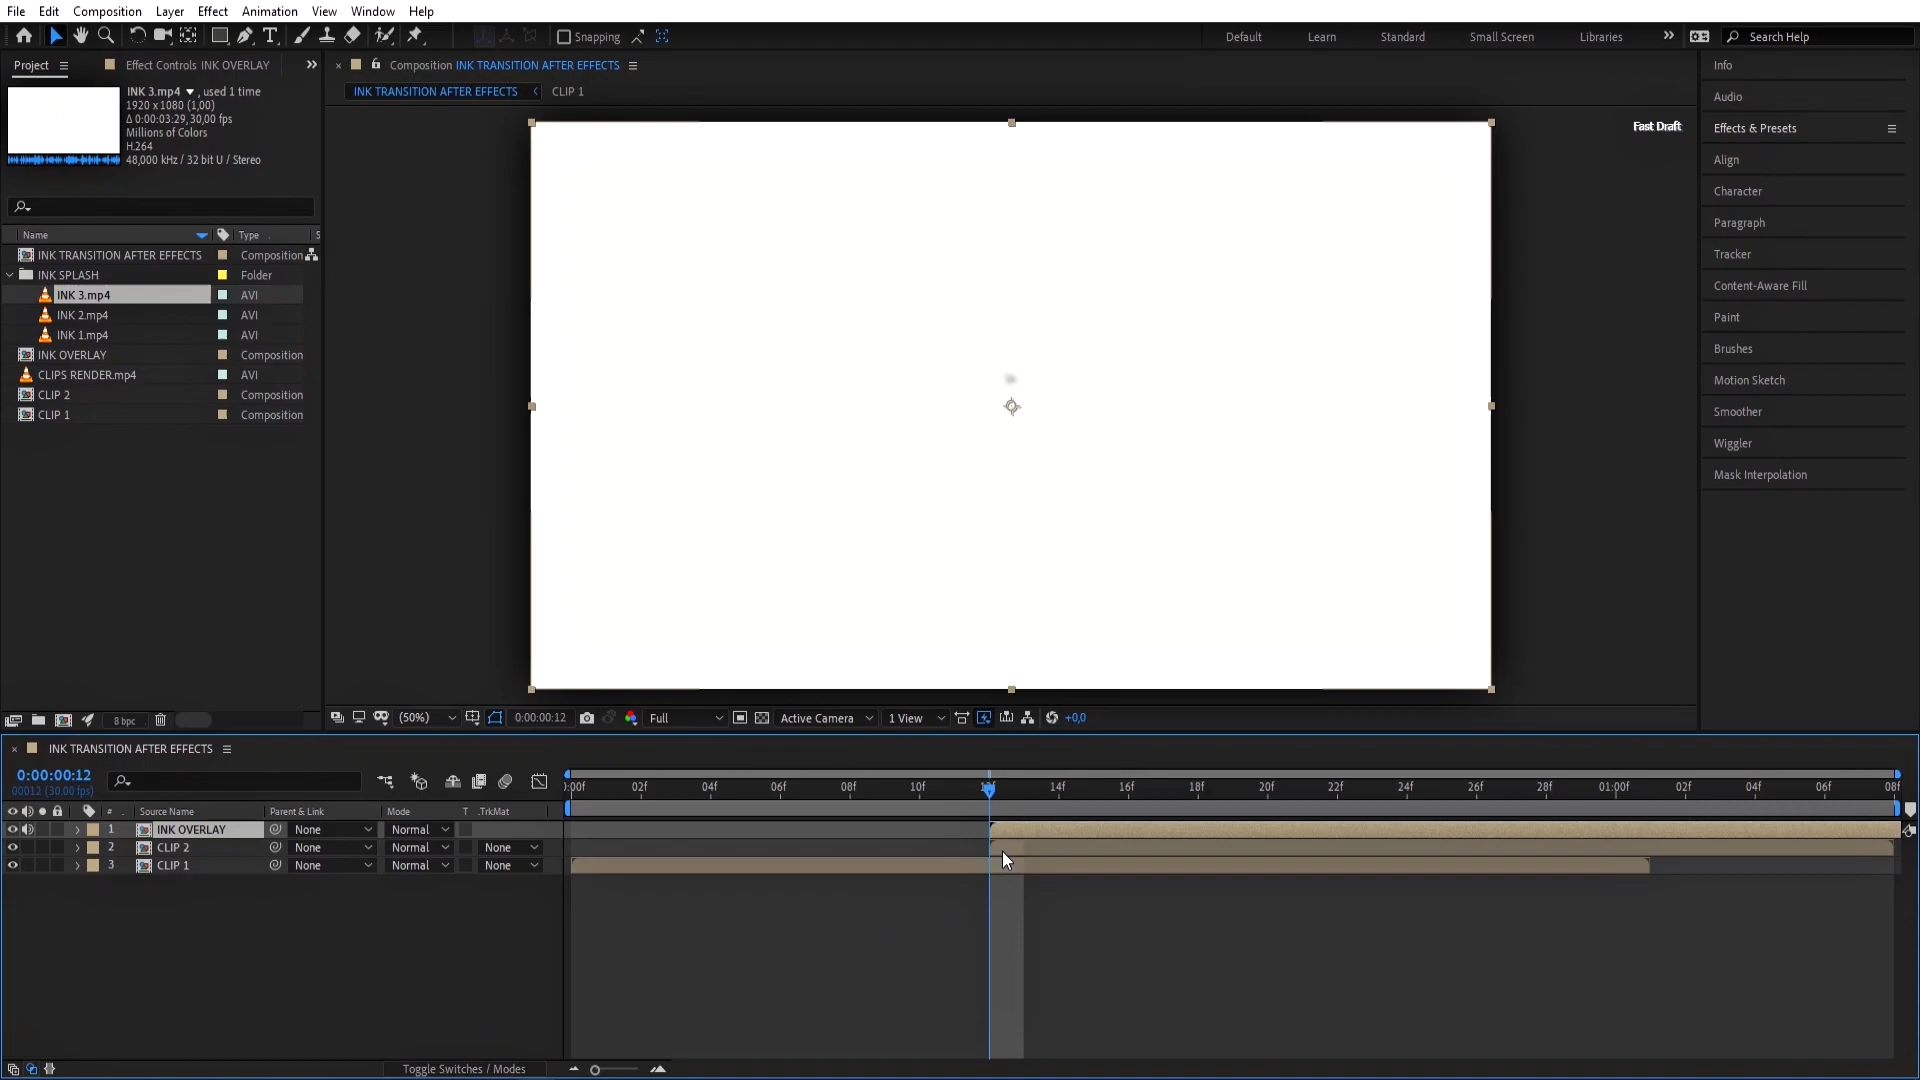 File Edit Composition Layer Effect Animation View Window Help
Snapping Default Learn Standard Small Screen Libraries Search Help
Project Effect Controls INK OVERLAY
INK 3.mp4 , used 1 time
1920 x 1080 (1,00)
Δ 0:00:03:29, 30,00 fps
Millions of Colors
H.264
48,000 kHz / 32 bit U / Stereo
Name Type S
INK TRANSITION AFTER EFFECTS Composition
INK SPLASH Folder
INK 3.mp4 AVI
INK 2.mp4 AVI
INK 1.mp4 AVI
INK OVERLAY Composition
CLIPS RENDER.mp4 AVI
CLIP 2 Composition
CLIP 1 Composition
8 bpc
Composition INK TRANSITION AFTER EFFECTS
INK TRANSITION AFTER EFFECTS CLIP 1
Fast Draft
(50%) 0:00:00:12 Full Active Camera 1 View +0,0
Info
Audio
Effects & Presets
Align
Character
Paragraph
Tracker
Content-Aware Fill
Paint
Brushes
Motion Sketch
Smoother
Wiggler
Mask Interpolation
INK TRANSITION AFTER EFFECTS
0:00:00:12
00012 (30.00 fps)
:00f 02f 04f 06f 08f 10f 14f 16f 18f 20f 22f 24f 26f 28f 01:00f 02f 04f 06f 08f
# Source Name Parent & Link Mode T .TrkMat
1 INK OVERLAY None Normal
2 CLIP 2 None Normal None
3 CLIP 1 None Normal None
Toggle Switches / Modes